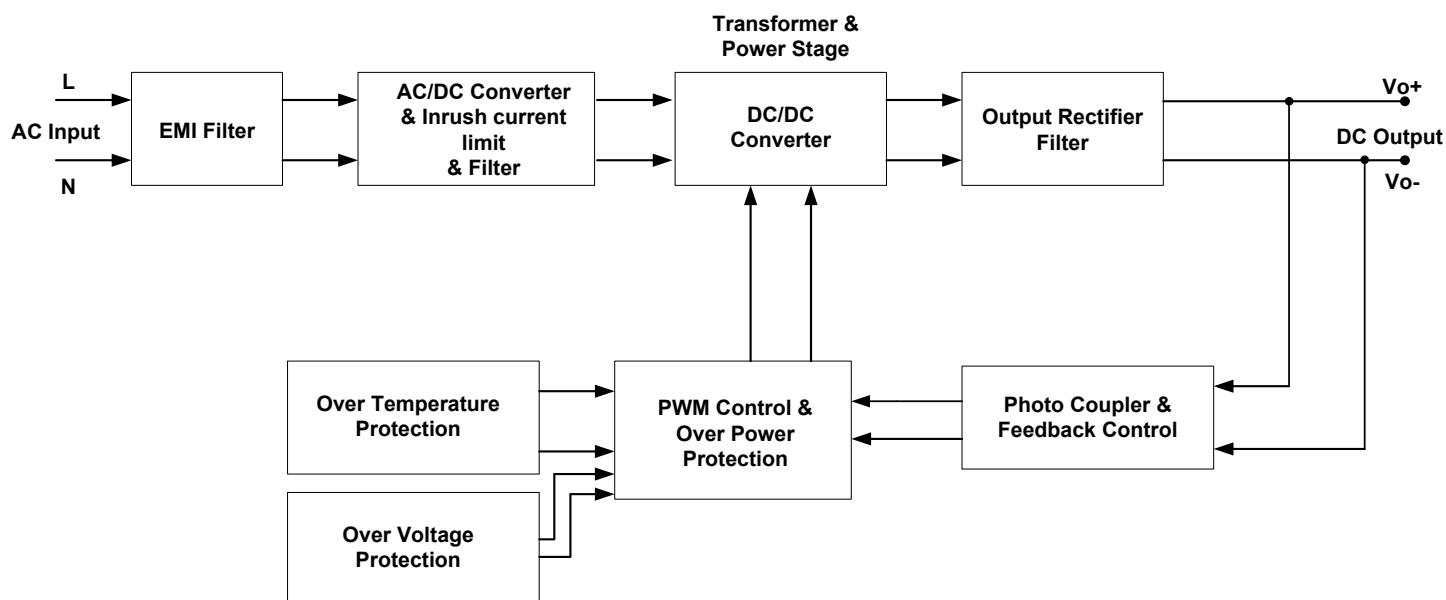 Transformer &
Power Stage
L
AC Input
N
EMI Filter
AC/DC Converter
& Inrush current
limit
& Filter
DC/DC
Converter
Output Rectifier
Filter
Vo+
DC Output
Vo-
Over Temperature
Protection
PWM Control &
Over Power
Protection
Photo Coupler &
Feedback Control
Over Voltage
Protection